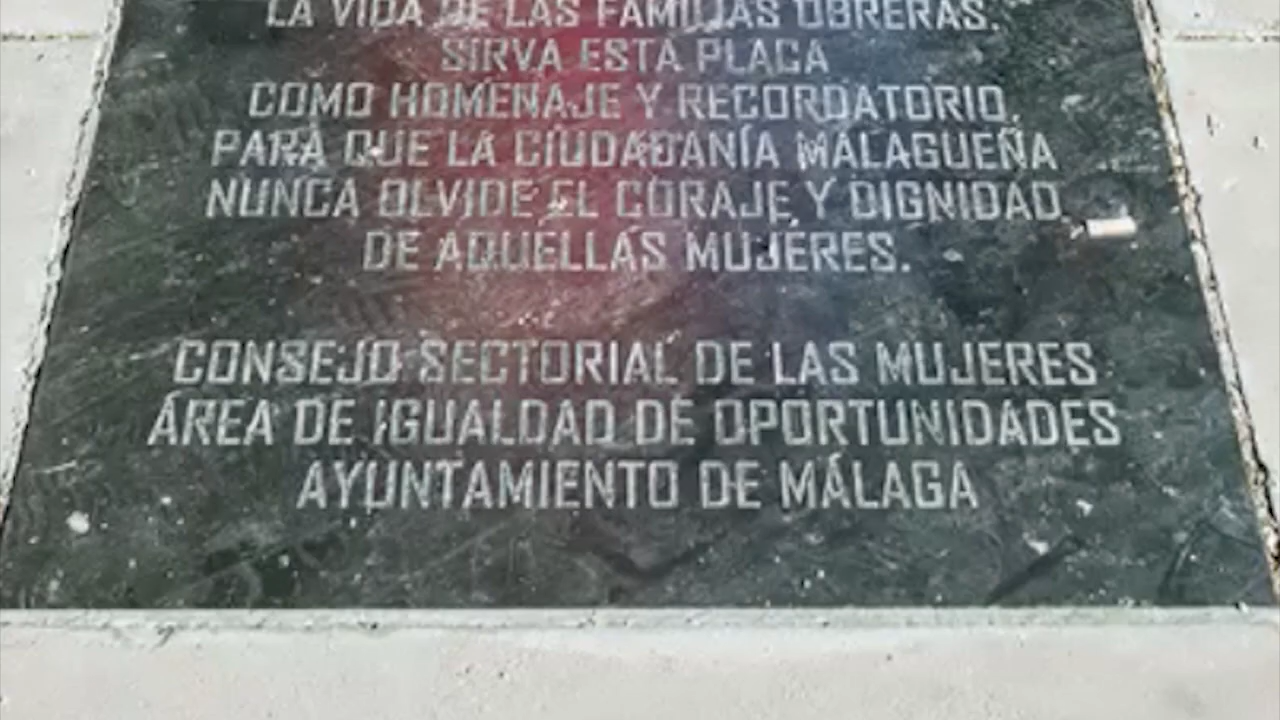 LA VIDA DE LAS FAMILIAS OBRERAS.
SIRVA ESTA PLACA
COMO HOMENAJE Y RECORDATORIO,
PARA QUE LA CIUDADANÍA MALAGUEÑA
NUNCA OLVIDE EL CORAJE Y DIGNIDAD
DE AQUELLAS MUJERES.
CONSEJO SECTORIAL DE LAS MUJERES
ÁREA DE IGUALDAD DE OPORTUNIDADES
AYUNTAMIENTO DE MÁLAGA